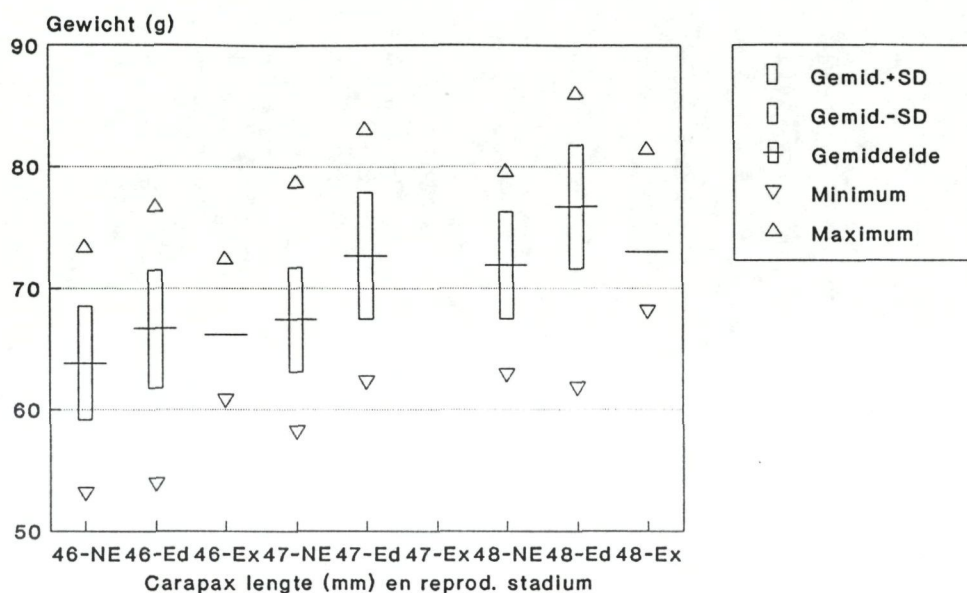 Gewicht (g)
90
80
70
60
50
46-NE 46-Ed 46-Ex 47-NE 47-Ed 47-Ex 48-NE 48-Ed 48-Ex
Carapax lengte (mm) en reprod. stadium
Gemid.+SD
Gemid.-SD
Gemiddelde
Minimum
Maximum